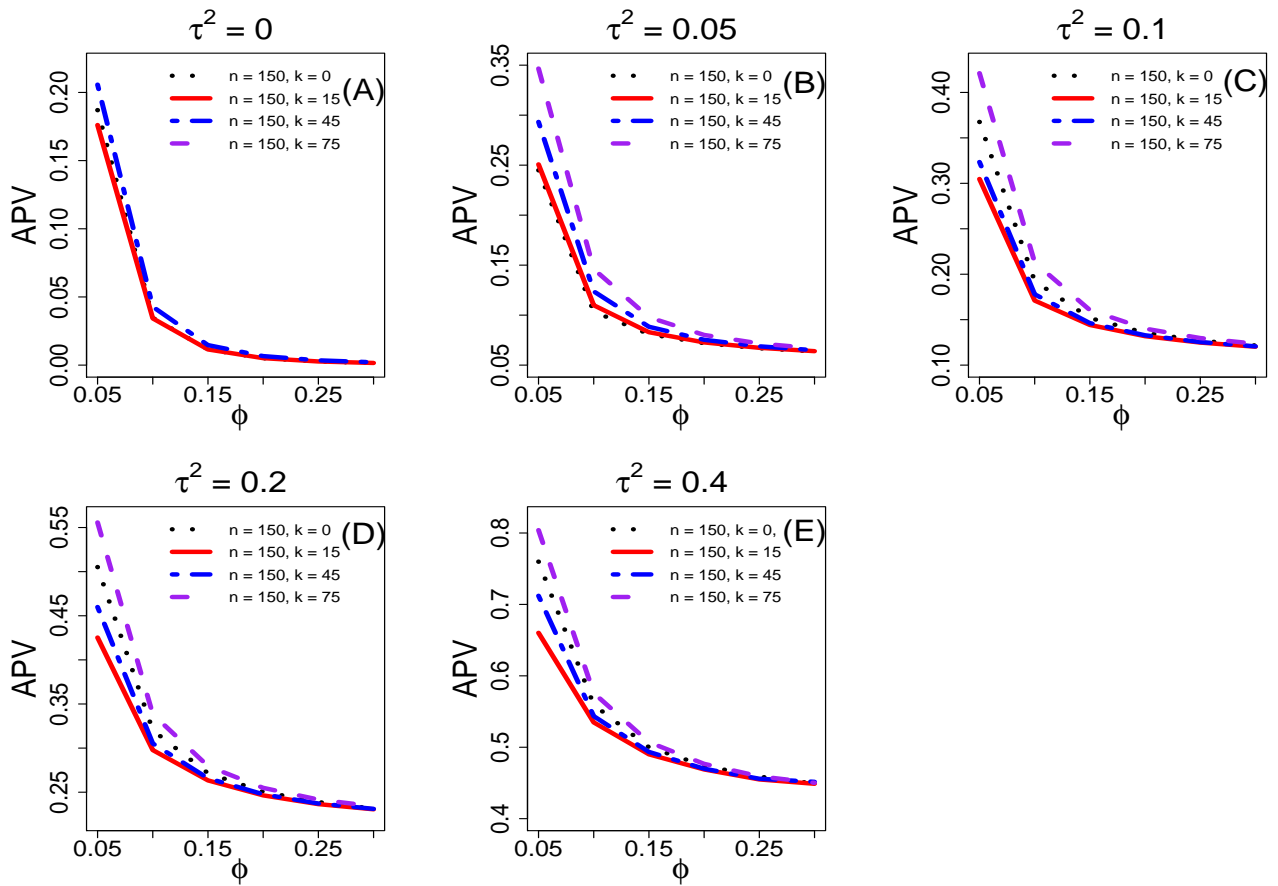 τ² = 0
0.00 0.05 0.10 0.15 0.20
APV
n = 150, k = 0
n = 150, k = 15
n = 150, k = 45
n = 150, k = 75
(A)
0.05 0.15 0.25
ϕ
τ² = 0.05
0.05 0.15 0.25 0.35
APV
n = 150, k = 0
n = 150, k = 15
n = 150, k = 45
n = 150, k = 75
(B)
0.05 0.15 0.25
ϕ
τ² = 0.1
0.10 0.20 0.30 0.40
APV
n = 150, k = 0
n = 150, k = 15
n = 150, k = 45
n = 150, k = 75
(C)
0.05 0.15 0.25
ϕ
τ² = 0.2
0.25 0.35 0.45 0.55
APV
n = 150, k = 0
n = 150, k = 15
n = 150, k = 45
n = 150, k = 75
(D)
0.05 0.15 0.25
ϕ
τ² = 0.4
0.4 0.5 0.6 0.7 0.8
APV
n = 150, k = 0,
n = 150, k = 15
n = 150, k = 45
n = 150, k = 75
(E)
0.05 0.15 0.25
ϕ